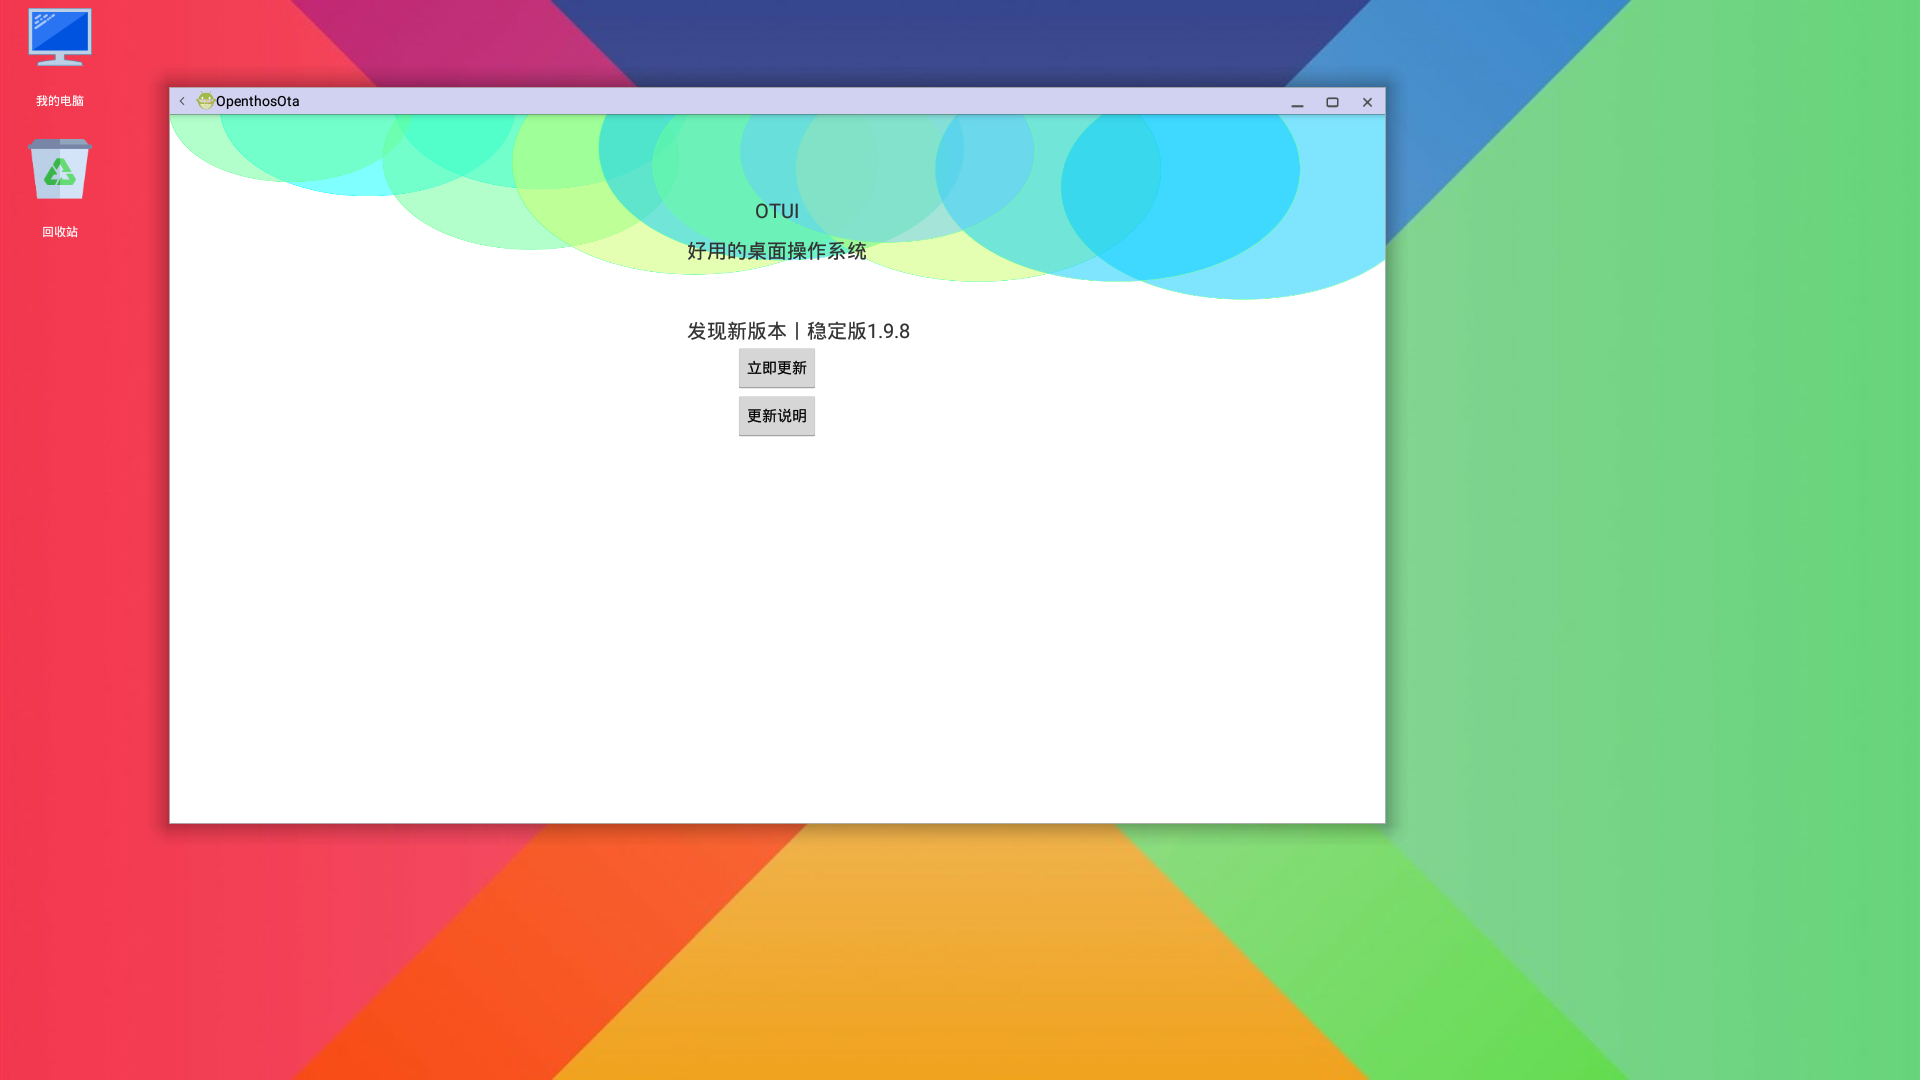 我的电脑
回收站
OpenthosOta
OTUI
好用的桌面操作系统
发现新版本丨稳定版1.9.8
立即更新
更新说明